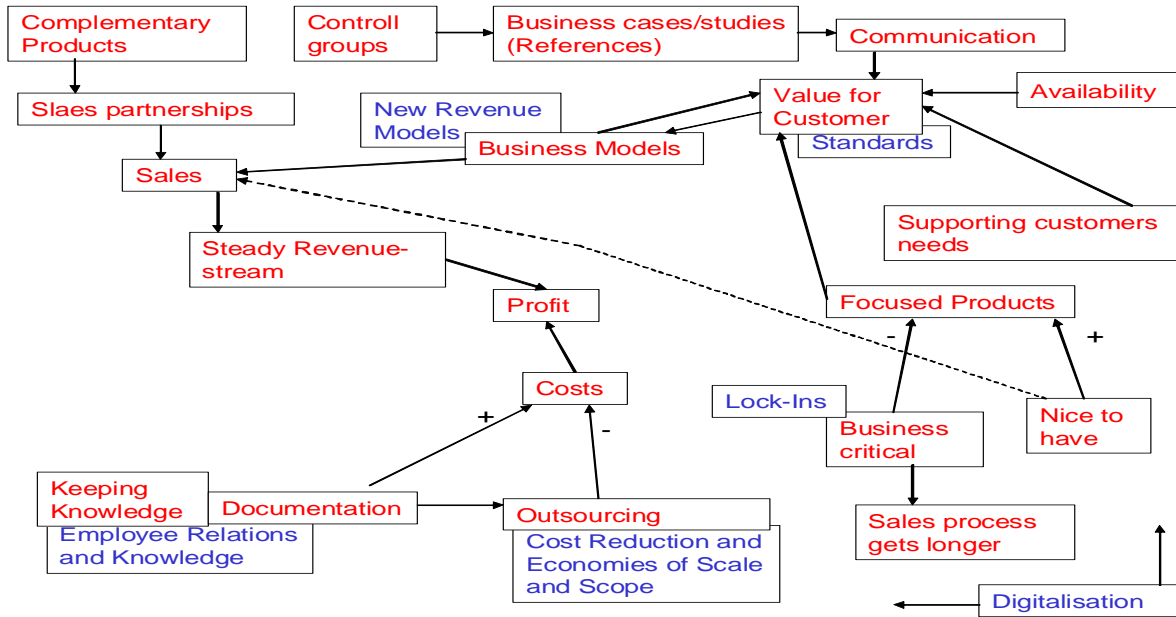 Complementary
Products
Controll
groups
Business cases/studies
(References)
Communication
Slaes partnerships
New Revenue
Models
Value for
Customer
Availability
Business Models
Standards
Sales
Supporting customers
needs
Steady Revenue-
stream
Profit
Focused Products
-
+
Costs
Lock-Ins
Nice to
have
Business
critical
+
-
Keeping
Knowledge
Documentation
Outsourcing
Sales process
gets longer
Employee Relations
and Knowledge
Cost Reduction and
Economies of Scale
and Scope
Digitalisation